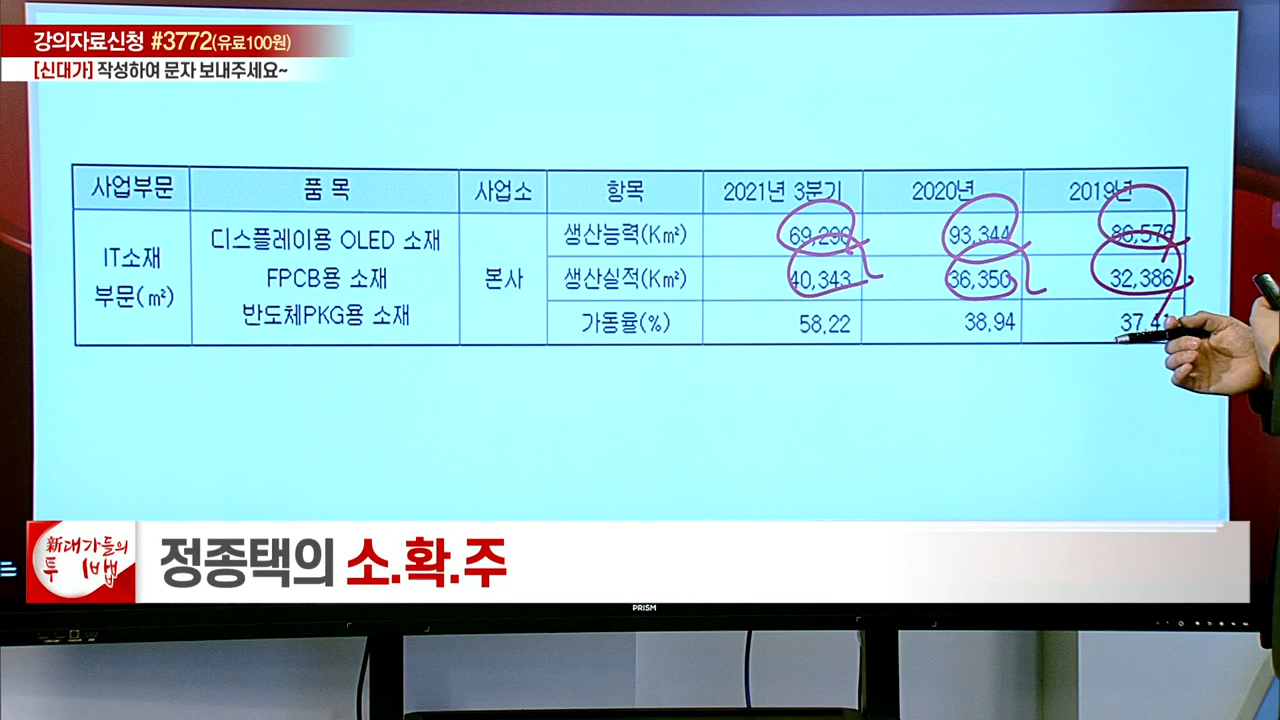 강의자료신청 #3772(유료100원)
[신대가] 작성하여 문자 보내주세요~
사업부문 품 목 사업소 항목 2021년 3분기 2020년 2019년
IT소재
부문(㎡)
디스플레이용 OLED 소재
FPCB용 소재
반도체PKG용 소재
본사
생산능력(K㎡) 93,344 86,576
생산실적(K㎡) 40,343 36,350 32,386
가동율(%) 58.22 38.94
新대가들의
투
정종택의 소.확.주
PRISM